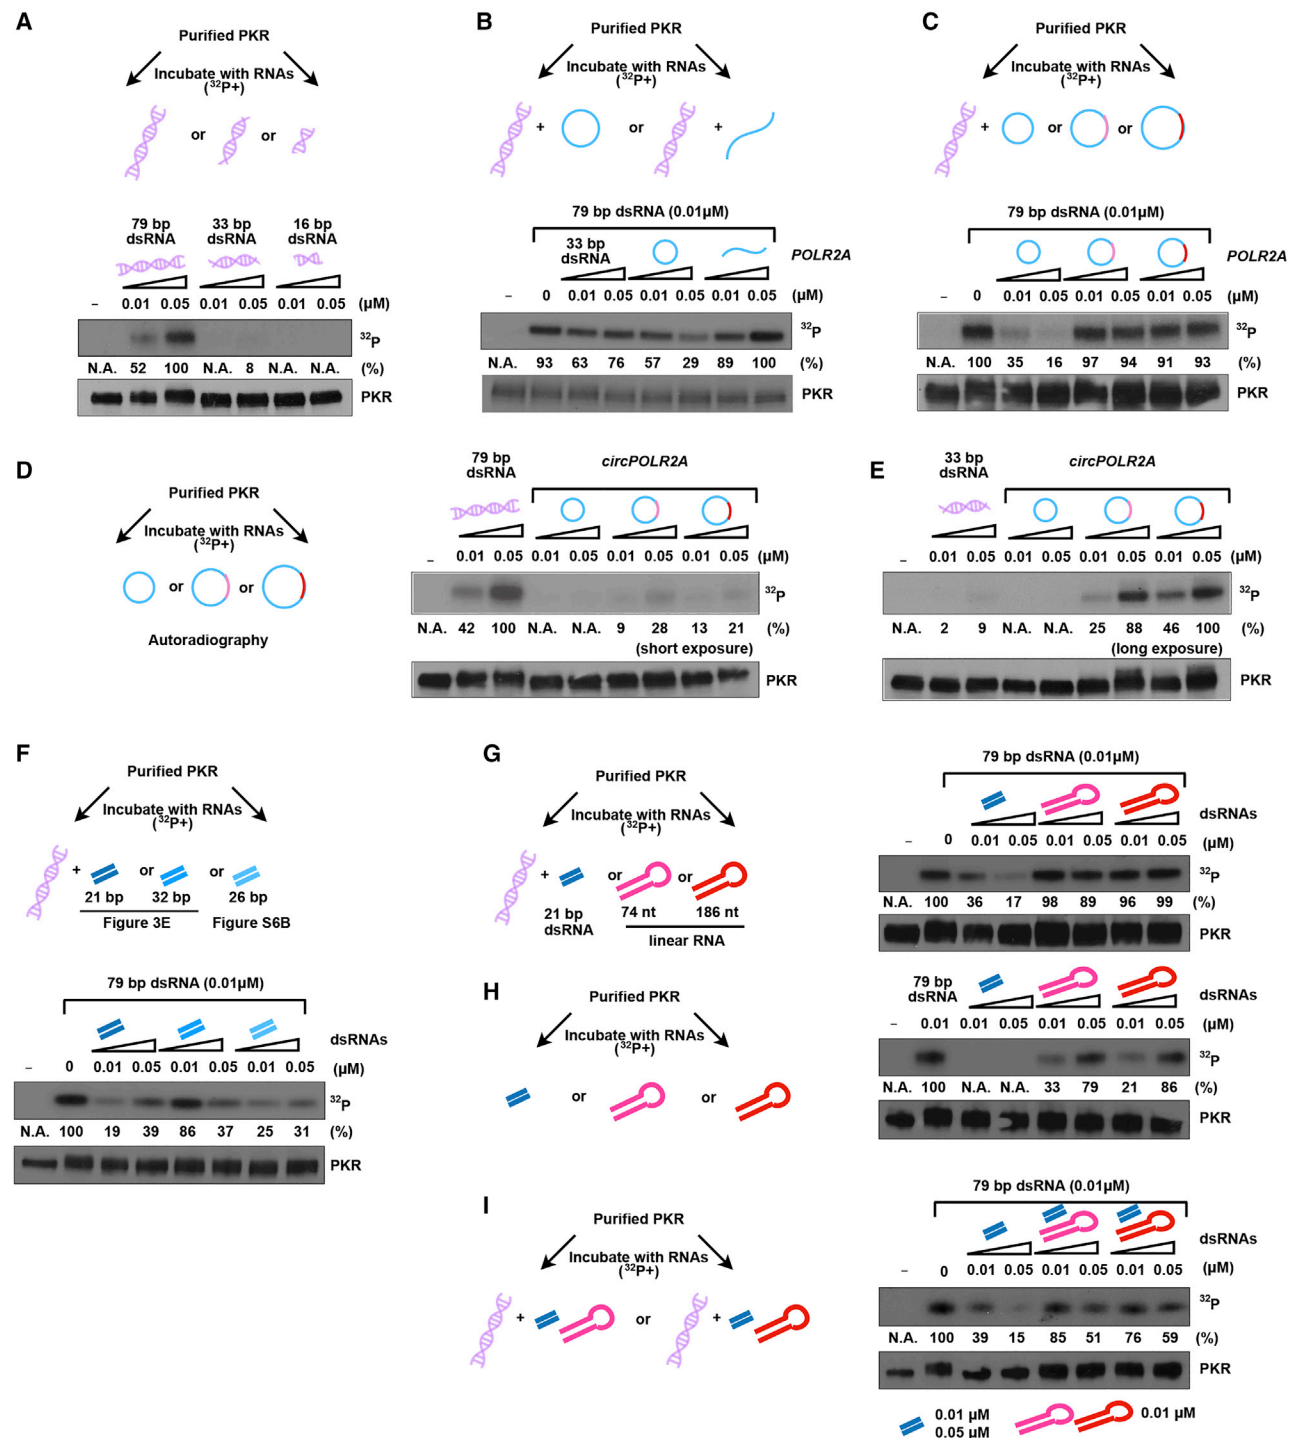 A
Purified PKR
Incubate with RNAs
(32P+)
or
or
79 bp
dsRNA
33 bp
dsRNA
16 bp
dsRNA
– 0.01 0.05 0.01 0.05 0.01 0.05 (μM)
32P
N.A. 52 100 N.A. 8 N.A. N.A. (%)
PKR
B
Purified PKR
Incubate with RNAs
(32P+)
+ or +
79 bp dsRNA (0.01μM)
33 bp
dsRNA
POLR2A
– 0 0.01 0.05 0.01 0.05 0.01 0.05 (μM)
32P
N.A. 93 63 76 57 29 89 100 (%)
PKR
C
Purified PKR
Incubate with RNAs
(32P+)
+ or or
79 bp dsRNA (0.01μM)
POLR2A
– 0 0.01 0.05 0.01 0.05 0.01 0.05 (μM)
32P
N.A. 100 35 16 97 94 91 93 (%)
PKR
D
Purified PKR
Incubate with RNAs
(32P+)
or or
Autoradiography
79 bp
dsRNA
circPOLR2A
– 0.01 0.05 0.01 0.05 0.01 0.05 0.01 0.05 (μM)
32P
N.A. 42 100 N.A. N.A. 9 28 13 21 (%)
(short exposure)
PKR
E
33 bp
dsRNA
circPOLR2A
– 0.01 0.05 0.01 0.05 0.01 0.05 0.01 0.05 (μM)
32P
N.A. 2 9 N.A. N.A. 25 88 46 100 (%)
(long exposure)
PKR
F
Purified PKR
Incubate with RNAs
(32P+)
+ or or
21 bp 32 bp 26 bp
Figure 3E Figure S6B
79 bp dsRNA (0.01μM)
dsRNAs
– 0 0.01 0.05 0.01 0.05 0.01 0.05 (μM)
32P
N.A. 100 19 39 86 37 25 31 (%)
PKR
G
Purified PKR
Incubate with RNAs
(32P+)
+ or or
21 bp
dsRNA
74 nt 186 nt
linear RNA
79 bp dsRNA (0.01μM)
dsRNAs
– 0 0.01 0.05 0.01 0.05 0.01 0.05 (μM)
32P
N.A. 100 36 17 98 89 96 99 (%)
PKR
H
Purified PKR
Incubate with RNAs
(32P+)
or or
79 bp
dsRNA
dsRNAs
– 0.01 0.01 0.05 0.01 0.05 0.01 0.05 (μM)
32P
N.A. 100 N.A. N.A. 33 79 21 86 (%)
PKR
I
Purified PKR
Incubate with RNAs
(32P+)
+ or +
79 bp dsRNA (0.01μM)
dsRNAs
– 0 0.01 0.05 0.01 0.05 0.01 0.05 (μM)
32P
N.A. 100 39 15 85 51 76 59 (%)
PKR
0.01 μM
0.05 μM
0.01 μM